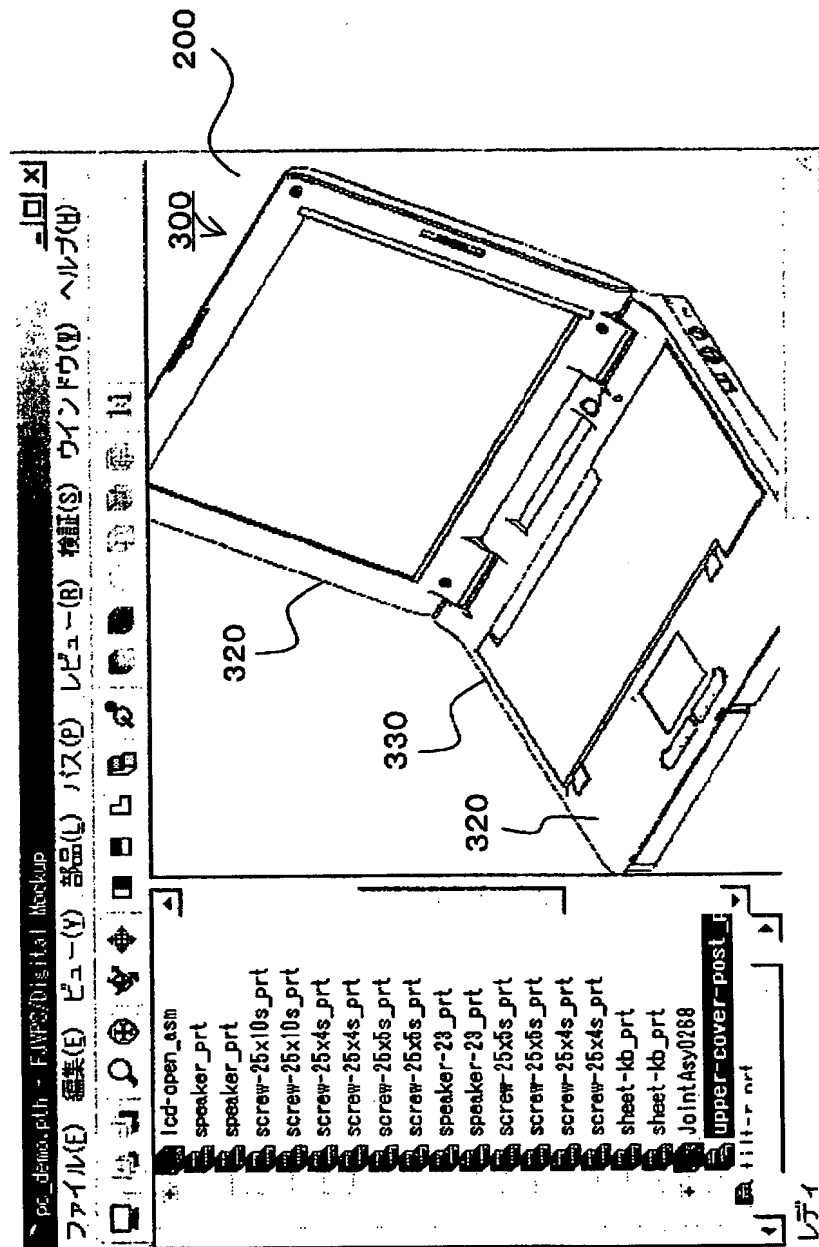 pc_demo.pth - FJVPS/Digital Mockup
ファイル(F) 編集(E) ビュー(V) 部品(L) パス(P) レビュー(R) 検証(S) ウインドウ(W) ヘルプ(H)
lcd-open_asm
speaker_prt
speaker_prt
screw-25x10s_prt
screw-25x10s_prt
screw-25x4s_prt
screw-25x4s_prt
screw-25x6s_prt
screw-25x6s_prt
speaker-23_prt
speaker-23_prt
screw-25x6s_prt
screw-25x6s_prt
screw-25x4s_prt
screw-25x4s_prt
sheet-kb_prt
sheet-kb_prt
JointAsy0268
upper-cover-post_p
tilt-r_prt
レディ
320
330
320
300
200